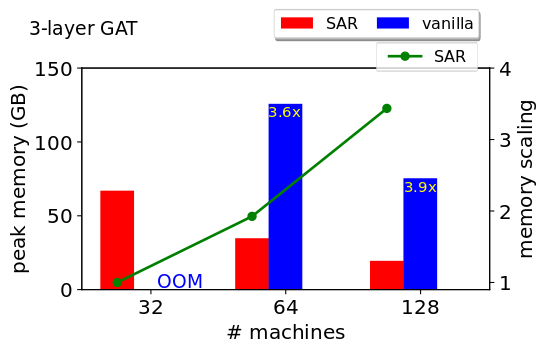 3-layer GAT
SAR vanilla
SAR
150
100
50
0
peak memory (GB)
4
3
2
1
memory scaling
3.6x
3.9x
OOM
32 64 128
# machines